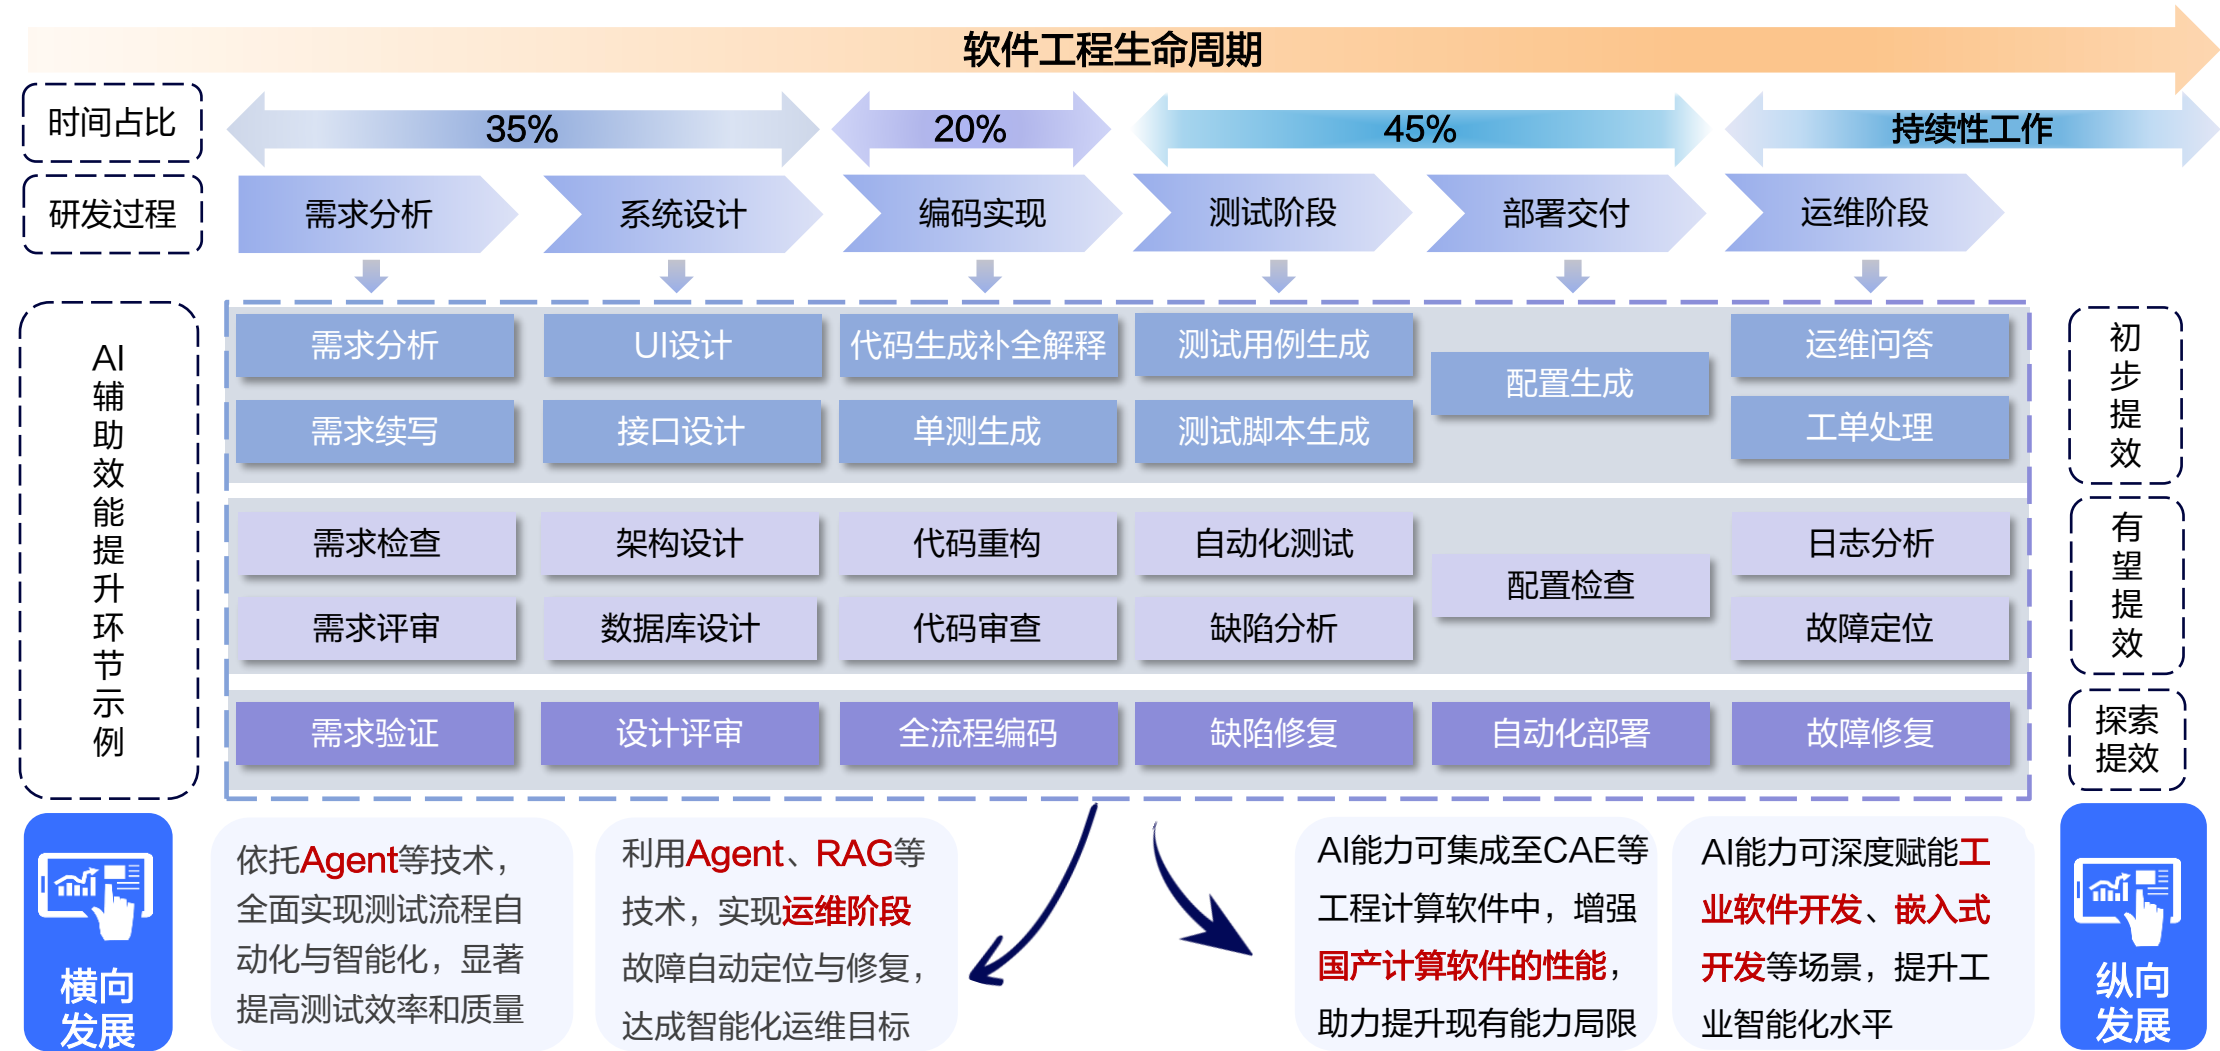 软件工程生命周期
时间占比
35%
20%
45%
持续性工作
研发过程
需求分析
系统设计
编码实现
测试阶段
部署交付
运维阶段
AI
辅
助
效
能
提
升
环
节
示
例
需求分析
UI设计
代码生成补全解释
测试用例生成
配置生成
运维问答
需求续写
接口设计
单测生成
测试脚本生成
工单处理
初
步
提
效
需求检查
架构设计
代码重构
自动化测试
配置检查
日志分析
需求评审
数据库设计
代码审查
缺陷分析
故障定位
有
望
提
效
需求验证
设计评审
全流程编码
缺陷修复
自动化部署
故障修复
探索
提效
横向
发展
依托Agent等技术，
全面实现测试流程自
动化与智能化，显著
提高测试效率和质量
利用Agent、RAG等
技术，实现运维阶段
故障自动定位与修复，
达成智能化运维目标
AI能力可集成至CAE等
工程计算软件中，增强
国产计算软件的性能，
助力提升现有能力局限
AI能力可深度赋能工
业软件开发、嵌入式
开发等场景，提升工
业智能化水平
纵向
发展